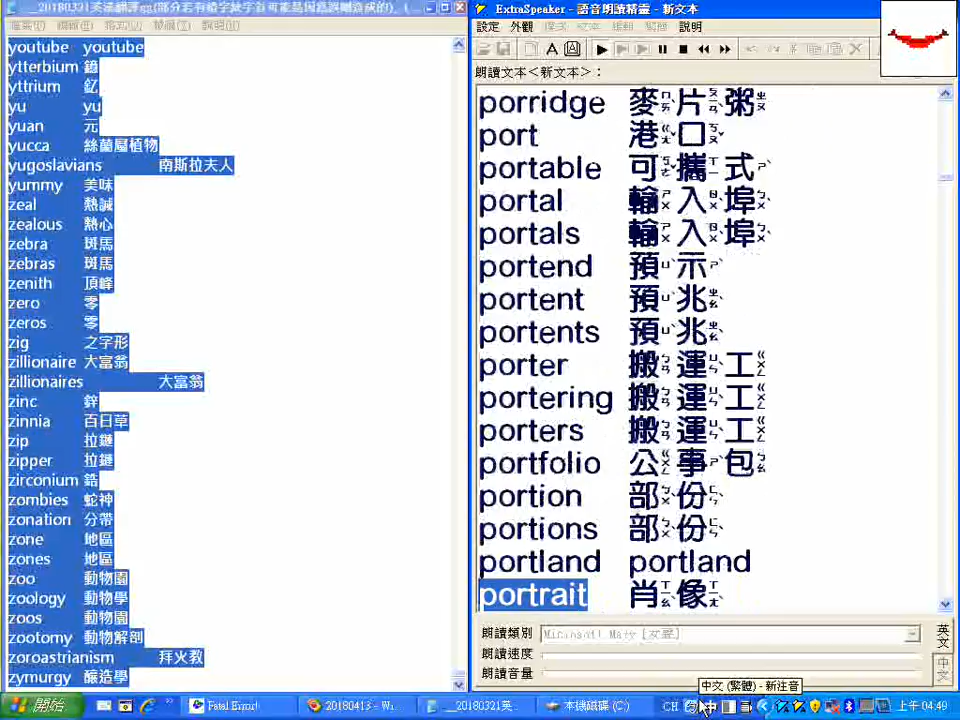 youtube youtube
ytterbium 鐿
yttrium 釔
yu yu
yuan 元
yucca 絲蘭屬植物
yugoslavians 南斯拉夫人
yummy 美味
zeal 熱誠
zealous 熱心
zebra 斑馬
zebras 斑馬
zenith 頂峰
zero 零
zeros 零
zig 之字形
zillionaire 大富翁
zillionaires 大富翁
zinc 鋅
zinnia 百日草
zip 拉鏈
zipper 拉鏈
zirconium 鋯
zombies 蛇神
zonation 分帶
zone 地區
zones 地區
zoo 動物園
zoology 動物學
zoos 動物園
zootomy 動物解剖
zoroastrianism 拜火教
zymurgy 釀造學
ExtraSpeaker - 語音朗讀精靈 - 新文本
設定 外觀 說明
朗讀文本<新文本>：
porridge 麥片粥
port 港口
portable 可攜式
portal 輸入埠
portals 輸入埠
portend 預示
portent 預兆
portents 預兆
porter 搬運工
portering 搬運工
porters 搬運工
portfolio 公事包
portion 部份
portions 部份
portland portland
portrait 肖像
朗讀類別 Microsoft Mary [女聲]
朗讀速度
朗讀音量
英文
中文
中文 (繁體) - 新注音
開始
Fatal Error!
20180413 - Wi...
__20180321英...
本機磁碟 (C:)
CH
上午 04:49